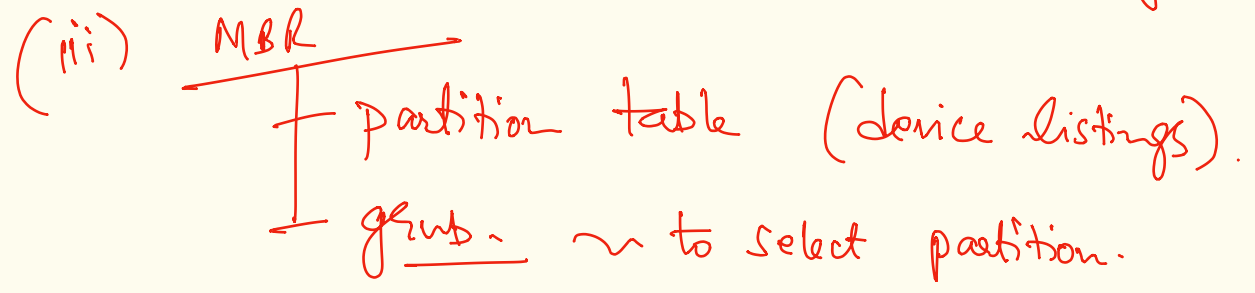 (iii) MBR
partition table (device listings).
grub. ~ to select partition.